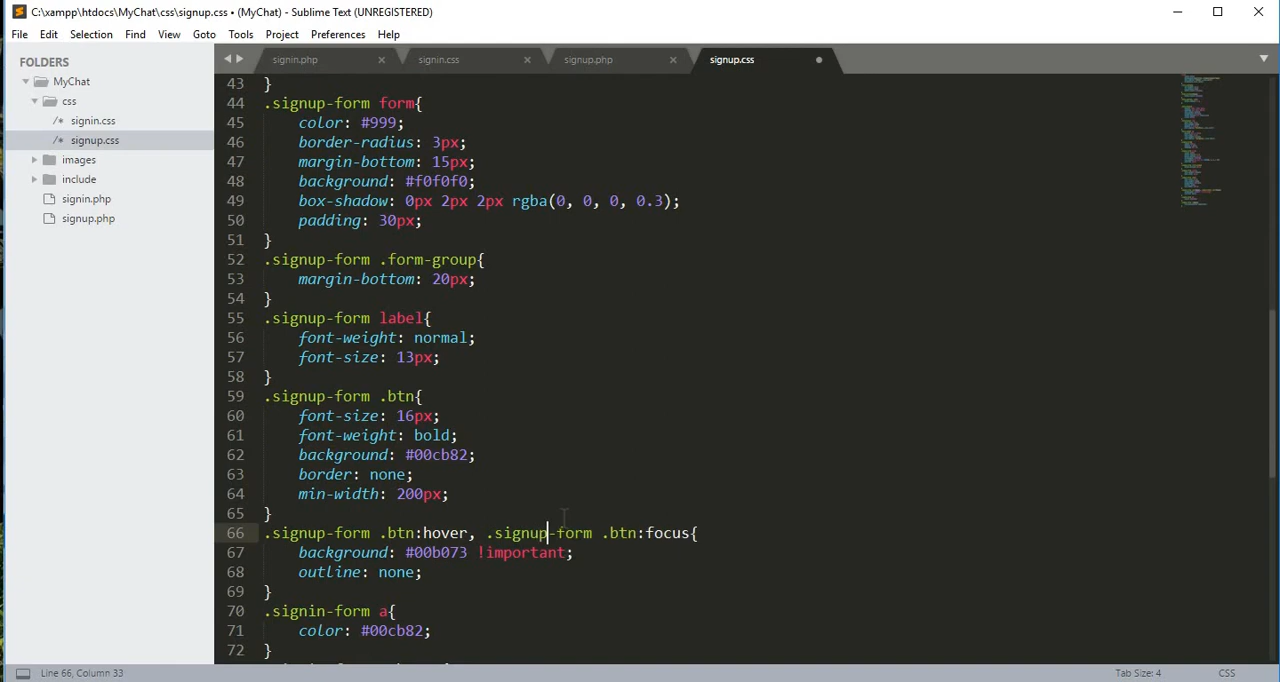 C:\xampp\htdocs\MyChat\css\signup.css • (MyChat) - Sublime Text (UNREGISTERED)
File Edit Selection Find View Goto Tools Project Preferences Help
FOLDERS
MyChat
css
/* signin.css
/* signup.css
images
include
signin.php
signup.php
signin.php signin.css signup.php signup.css
43 }
44 .signup-form form{
45 color: #999;
46 border-radius: 3px;
47 margin-bottom: 15px;
48 background: #f0f0f0;
49 box-shadow: 0px 2px 2px rgba(0, 0, 0, 0.3);
50 padding: 30px;
51 }
52 .signup-form .form-group{
53 margin-bottom: 20px;
54 }
55 .signup-form label{
56 font-weight: normal;
57 font-size: 13px;
58 }
59 .signup-form .btn{
60 font-size: 16px;
61 font-weight: bold;
62 background: #00cb82;
63 border: none;
64 min-width: 200px;
65 }
66 .signup-form .btn:hover, .signup-form .btn:focus{
67 background: #00b073 !important;
68 outline: none;
69 }
70 .signin-form a{
71 color: #00cb82;
72 }
Line 66, Column 33 Tab Size: 4 CSS